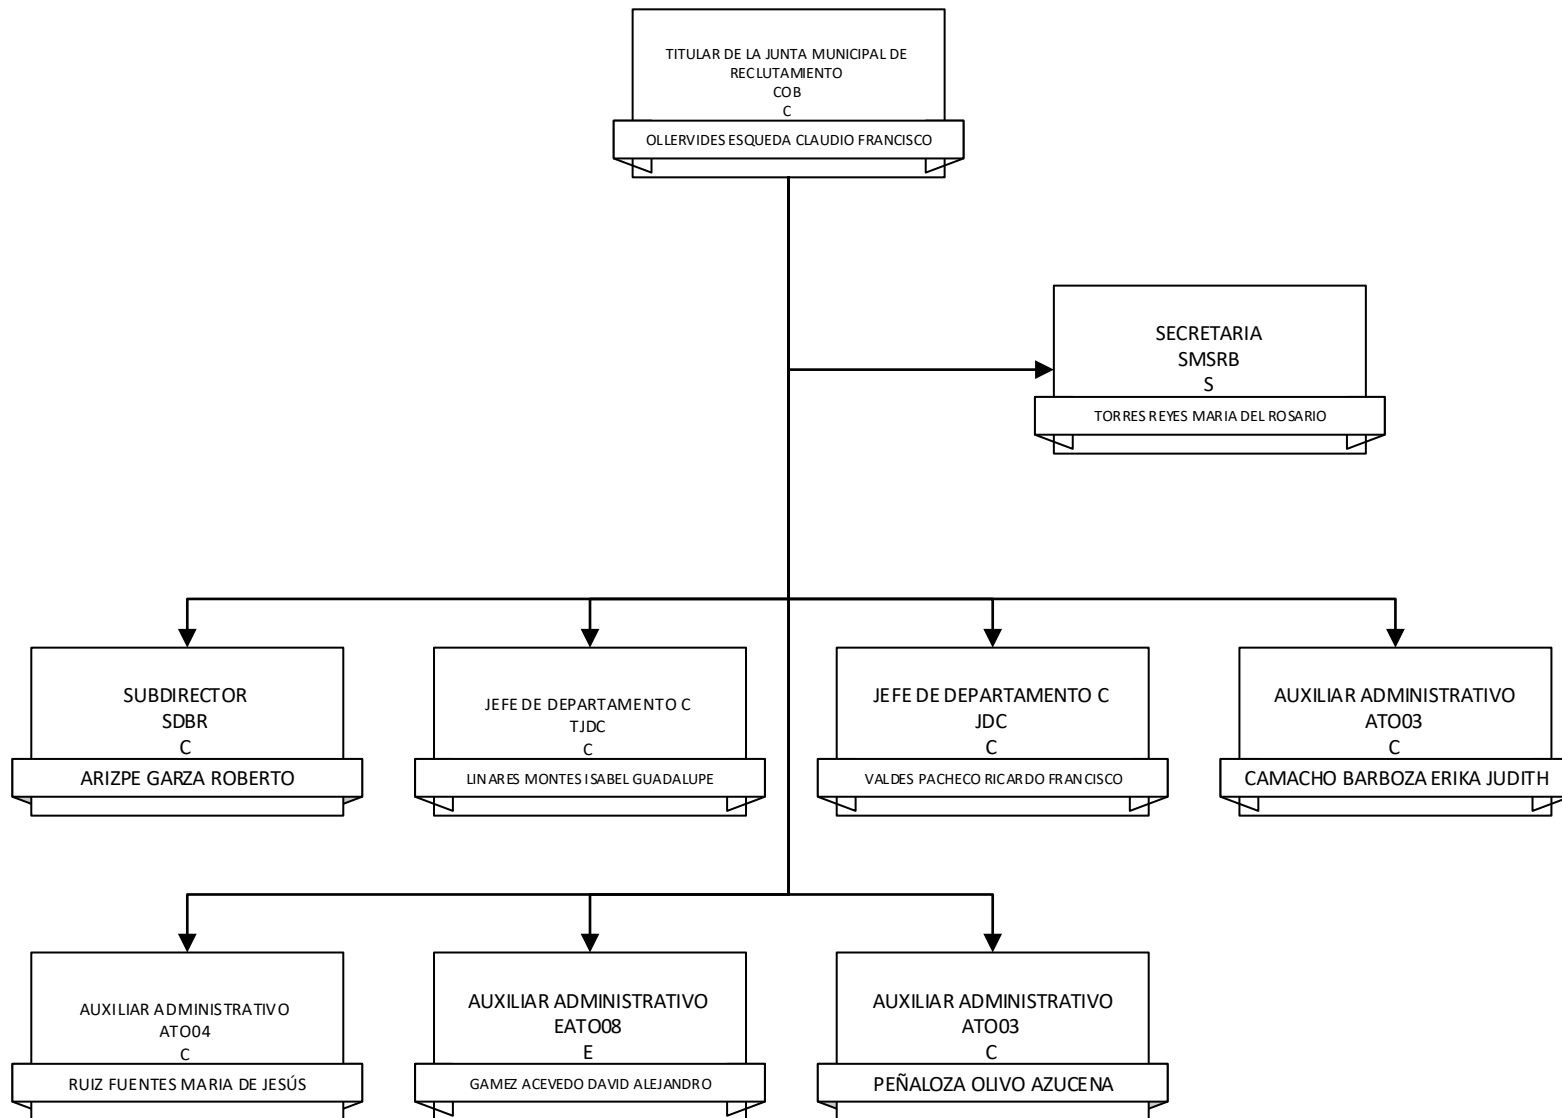 TITULAR DE LA JUNTA MUNICIPAL DE
RECLUTAMIENTO
COB
C
OLLERVIDES ESQUEDA CLAUDIO FRANCISCO
SECRETARIA
SMSRB
S
TORRES REYES MARIA DEL ROSARIO
SUBDIRECTOR
SDBR
C
ARIZPE GARZA ROBERTO
JEFE DE DEPARTAMENTO C
TJDC
C
LINARES MONTES ISABEL GUADALUPE
JEFE DE DEPARTAMENTO C
JDC
C
VALDES PACHECO RICARDO FRANCISCO
AUXILIAR ADMINISTRATIVO
ATO03
C
CAMACHO BARBOZA ERIKA JUDITH
AUXILIAR ADMINISTRATIVO
ATO04
C
RUIZ FUENTES MARIA DE JESÚS
AUXILIAR ADMINISTRATIVO
EATO08
E
GAMEZ ACEVEDO DAVID ALEJANDRO
AUXILIAR ADMINISTRATIVO
ATO03
C
PEÑALOZA OLIVO AZUCENA